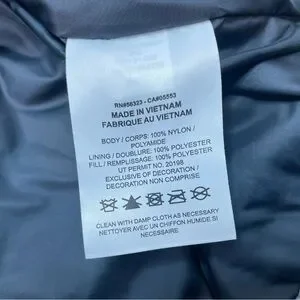 RN#56323 - CA#05553
MADE IN VIETNAM
FABRIQUE AU VIETNAM
BODY / CORPS: 100% NYLON /
POLYAMIDE
LINING / DOUBLURE: 100% POLYESTER
FILL / REMPLISSAGE: 100% POLYESTER
UT PERMIT NO. 20198
EXCLUSIVE OF DECORATION /
DECORATION NON COMPRISE
CLEAN WITH DAMP CLOTH AS NECESSARY
NETTOYER AVEC UN CHIFFON HUMIDE SI
NECESSAIRE